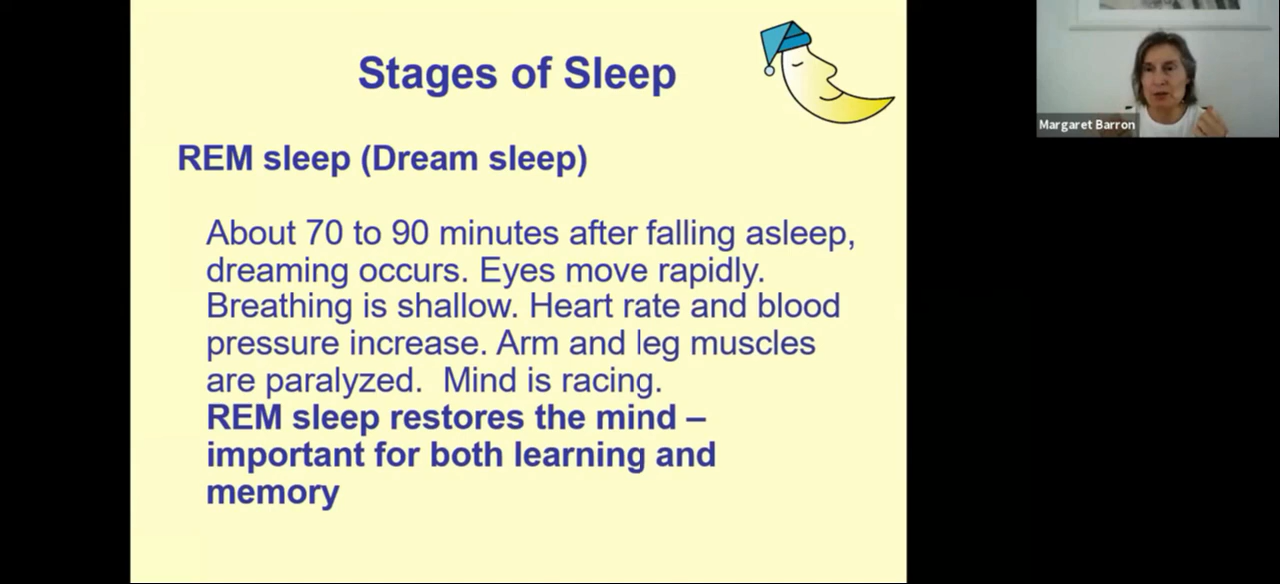 Stages of Sleep
Margaret Barron
REM sleep (Dream sleep)
About 70 to 90 minutes after falling asleep,
dreaming occurs. Eyes move rapidly.
Breathing is shallow. Heart rate and blood
pressure increase. Arm and leg muscles
are paralyzed.  Mind is racing.
REM sleep restores the mind –
important for both learning and
memory